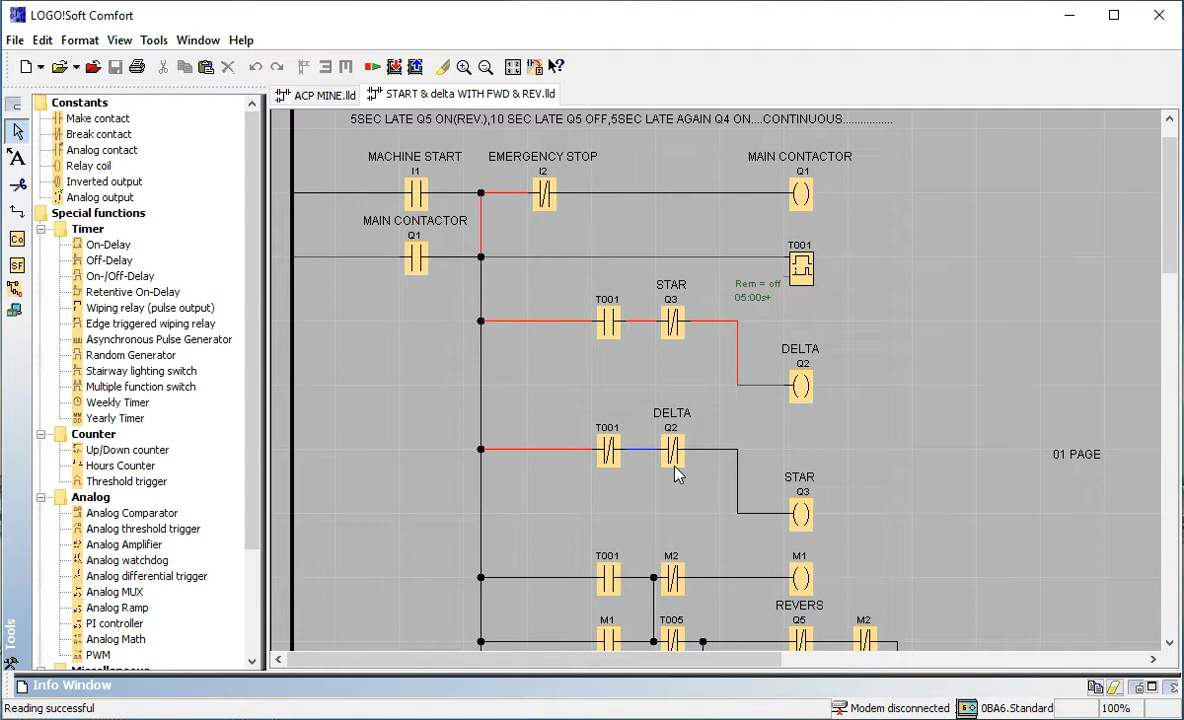 LOGO!Soft Comfort
File Edit Format View Tools Window Help
ACP MINE.lld START & delta WITH FWD & REV.lld
Constants
Make contact
Break contact
Analog contact
Relay coil
Inverted output
Analog output
Special functions
Timer
On-Delay
Off-Delay
On-/Off-Delay
Retentive On-Delay
Wiping relay (pulse output)
Edge triggered wiping relay
Asynchronous Pulse Generator
Random Generator
Stairway lighting switch
Multiple function switch
Weekly Timer
Yearly Timer
Counter
Up/Down counter
Hours Counter
Threshold trigger
Analog
Analog Comparator
Analog threshold trigger
Analog Amplifier
Analog watchdog
Analog differential trigger
Analog MUX
Analog Ramp
PI controller
Analog Math
PWM
Co
SF
Tools
5SEC LATE Q5 ON(REV.),10 SEC LATE Q5 OFF,5SEC LATE AGAIN Q4 ON....CONTINUOUS................
MACHINE START EMERGENCY STOP MAIN CONTACTOR
I1 I2 Q1
MAIN CONTACTOR
Q1 T001
Rem = off
05:00s+
STAR
T001 Q3
DELTA
Q2
DELTA
T001 Q2
01 PAGE
STAR
Q3
T001 M2 M1
REVERS
M1 T005 Q5 M2
Info Window
Reading successful Modem disconnected 0BA6.Standard 100%